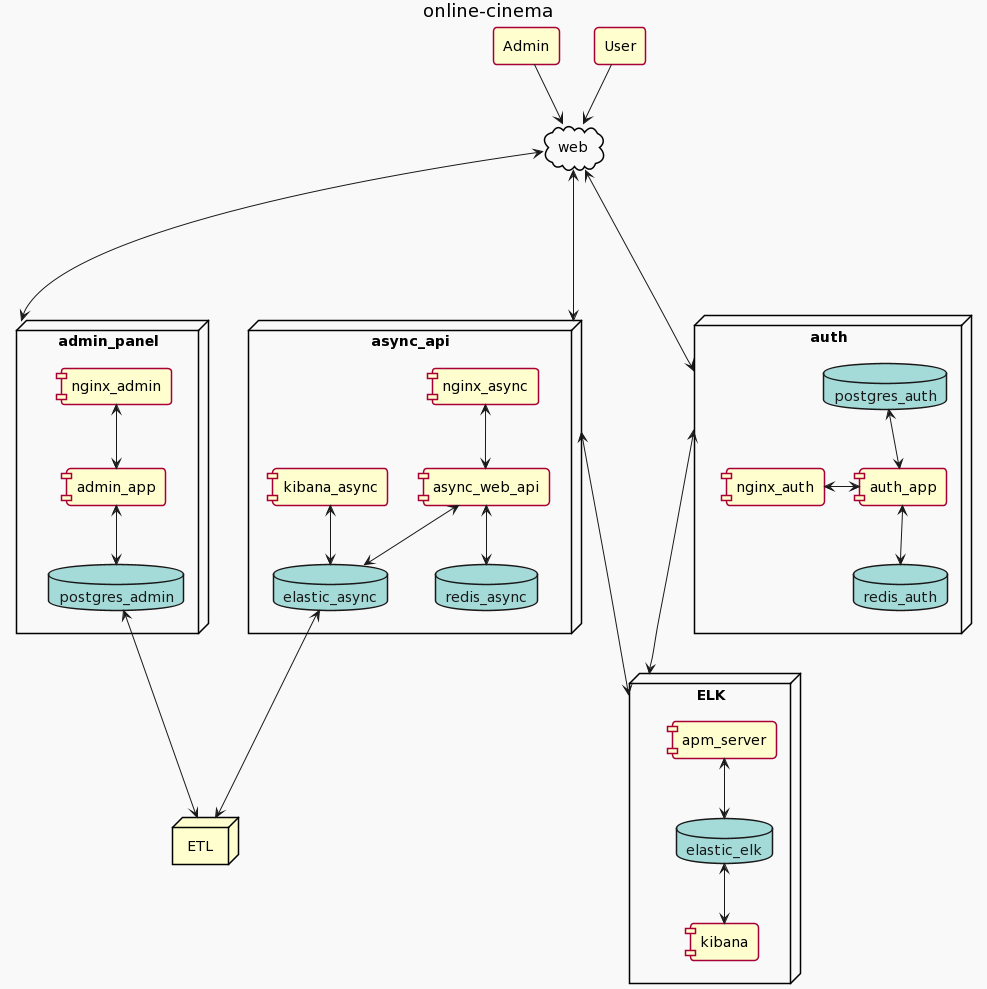 online-cinema
Admin
User
web
admin_panel
nginx_admin
admin_app
postgres_admin
async_api
nginx_async
kibana_async
async_web_api
elastic_async
redis_async
auth
postgres_auth
nginx_auth
auth_app
redis_auth
ETL
ELK
apm_server
elastic_elk
kibana